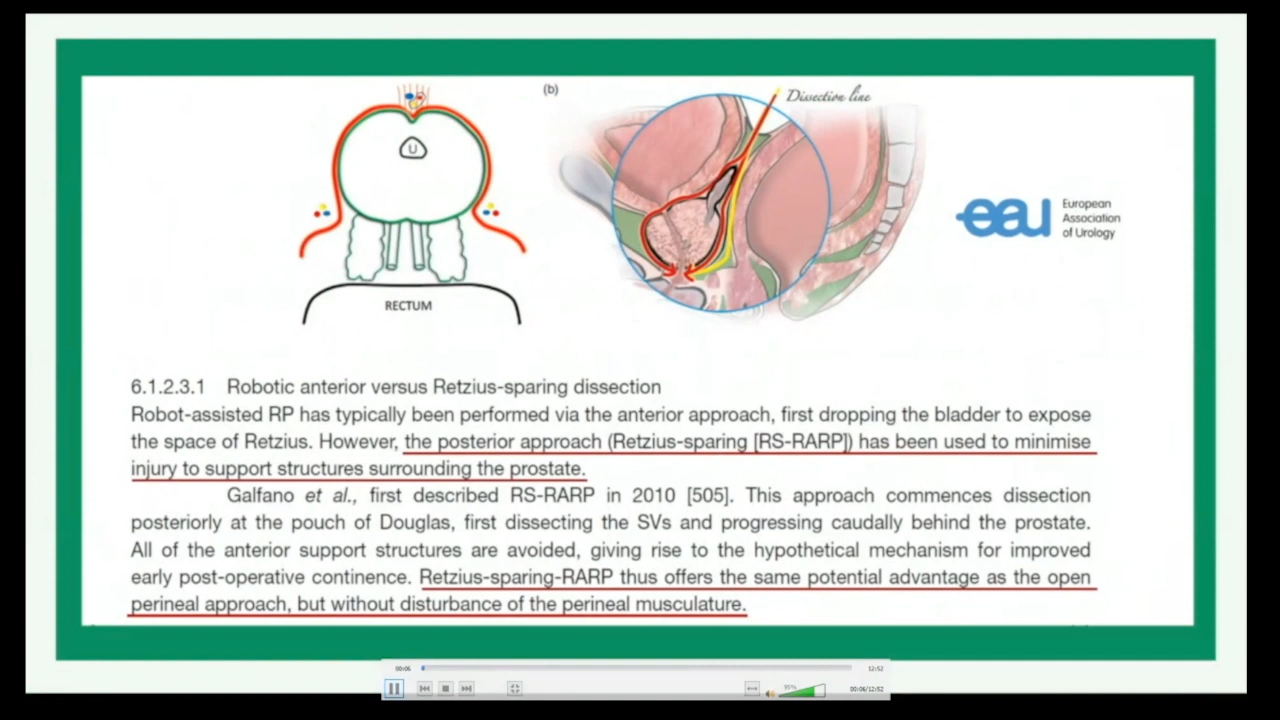 (b)
Dissection line
U
RECTUM
eau
European
Association
of Urology
6.1.2.3.1 Robotic anterior versus Retzius-sparing dissection
Robot-assisted RP has typically been performed via the anterior approach, first dropping the bladder to expose
the space of Retzius. However, the posterior approach (Retzius-sparing [RS-RARP]) has been used to minimise
injury to support structures surrounding the prostate.
Galfano et al., first described RS-RARP in 2010 [505]. This approach commences dissection
posteriorly at the pouch of Douglas, first dissecting the SVs and progressing caudally behind the prostate.
All of the anterior support structures are avoided, giving rise to the hypothetical mechanism for improved
early post-operative continence. Retzius-sparing-RARP thus offers the same potential advantage as the open
perineal approach, but without disturbance of the perineal musculature.
00:06
12:52
00:06/12:52